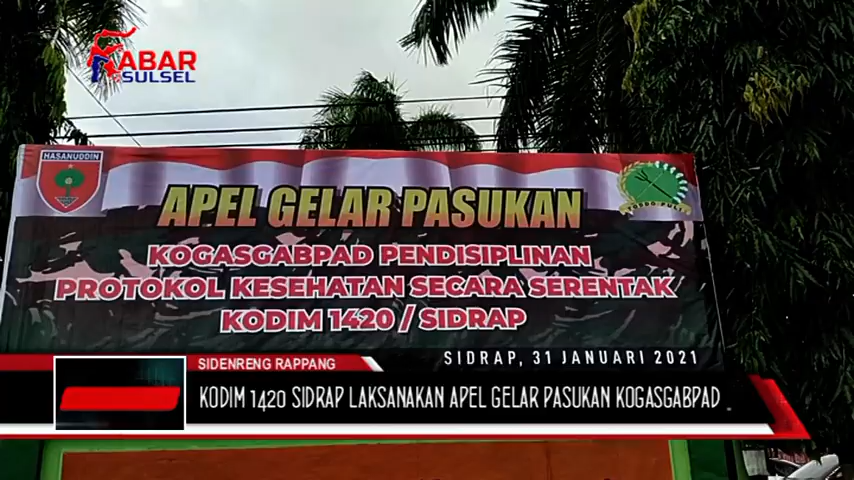 KABAR
SULSEL
HASANUDDIN
APEL GELAR PASUKAN
KOGASGABPAD PENDISIPLINAN
PROTOKOL KESEHATAN SECARA SERENTAK
KODIM 1420 / SIDRAP
SIDRAP, 31 JANUARI 2021
SIDENRENG RAPPANG
KODIM 1420 SIDRAP LAKSANAKAN APEL GELAR PASUKAN KOGASGABPAD